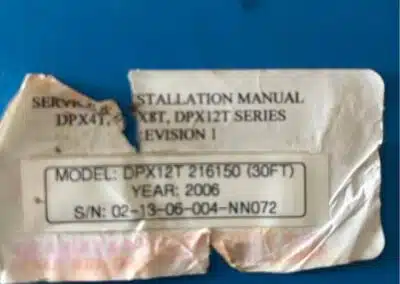 SERVIC STALLATION MANUAL
DPX4T, X8T, DPX12T SERIES
EVISION 1
MODEL: DPX12T 216150 (30FT)
YEAR: 2006
S/N: 02-13-06-004-NN072